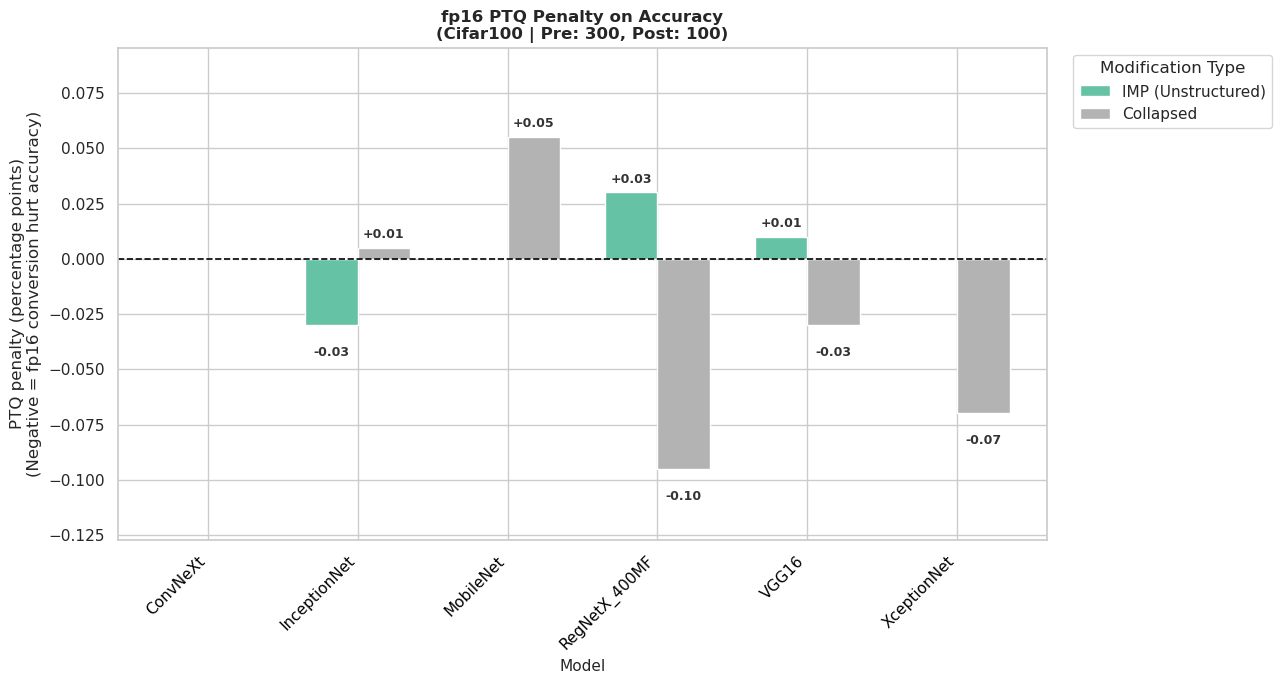 fp16 PTQ Penalty on Accuracy
(Cifar100 | Pre: 300, Post: 100)
PTQ penalty (percentage points)
(Negative = fp16 conversion hurt accuracy)
0.075
0.050
0.025
0.000
−0.025
−0.050
−0.075
−0.100
−0.125
-0.03
+0.01
+0.05
+0.03
-0.10
+0.01
-0.03
-0.07
ConvNeXt
InceptionNet
MobileNet
RegNetX_400MF
VGG16
XceptionNet
Model
Modification Type
IMP (Unstructured)
Collapsed